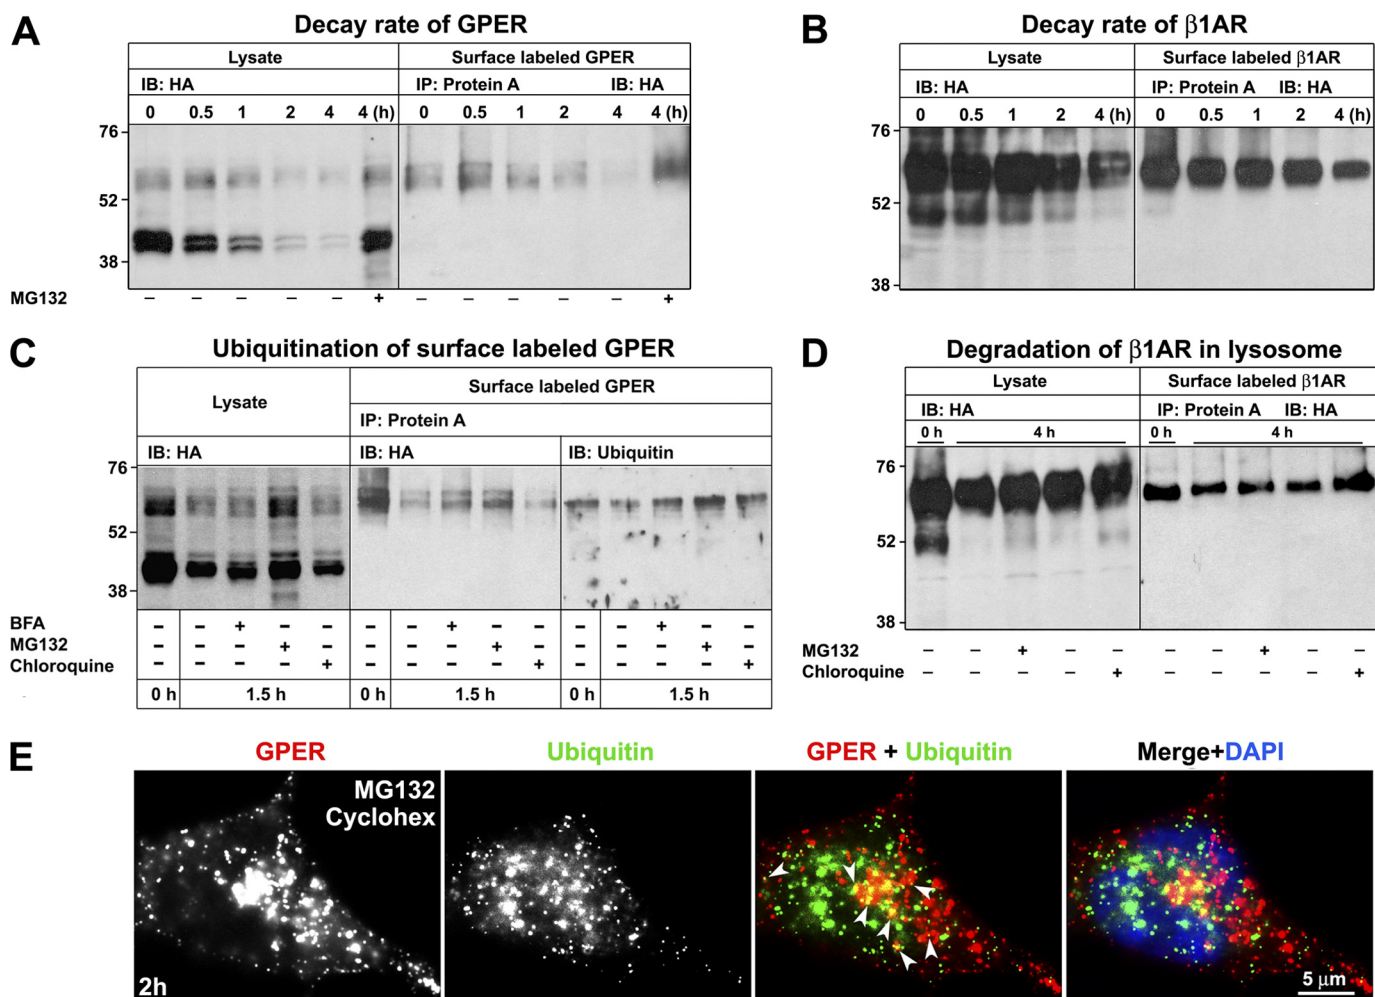 A
Decay rate of GPER
Lysate
Surface labeled GPER
IB: HA
IP: Protein A
IB: HA
0 0.5 1 2 4 4 (h)
0 0.5 1 2 4 4 (h)
76
52
38
MG132 – – – – – + – – – – – +
B
Decay rate of β1AR
Lysate
Surface labeled β1AR
IB: HA
IP: Protein A
IB: HA
0 0.5 1 2 4 (h)
0 0.5 1 2 4 (h)
76
52
38
C
Ubiquitination of surface labeled GPER
Lysate
Surface labeled GPER
IP: Protein A
IB: HA
IB: HA
IB: Ubiquitin
76
52
38
BFA – – + – – – – + – – – – + – –
MG132 – – – + – – – – + – – – – + –
Chloroquine – – – – + – – – – + – – – – +
0 h 1.5 h 0 h 1.5 h 0 h 1.5 h
D
Degradation of β1AR in lysosome
Lysate
Surface labeled β1AR
IB: HA
IP: Protein A
IB: HA
0 h 4 h 0 h 4 h
76
52
38
MG132 – – + – – – – + – –
Chloroquine – – – – + – – – – +
E
GPER
Ubiquitin
GPER + Ubiquitin
Merge+DAPI
MG132
Cyclohex
2h
5 μm